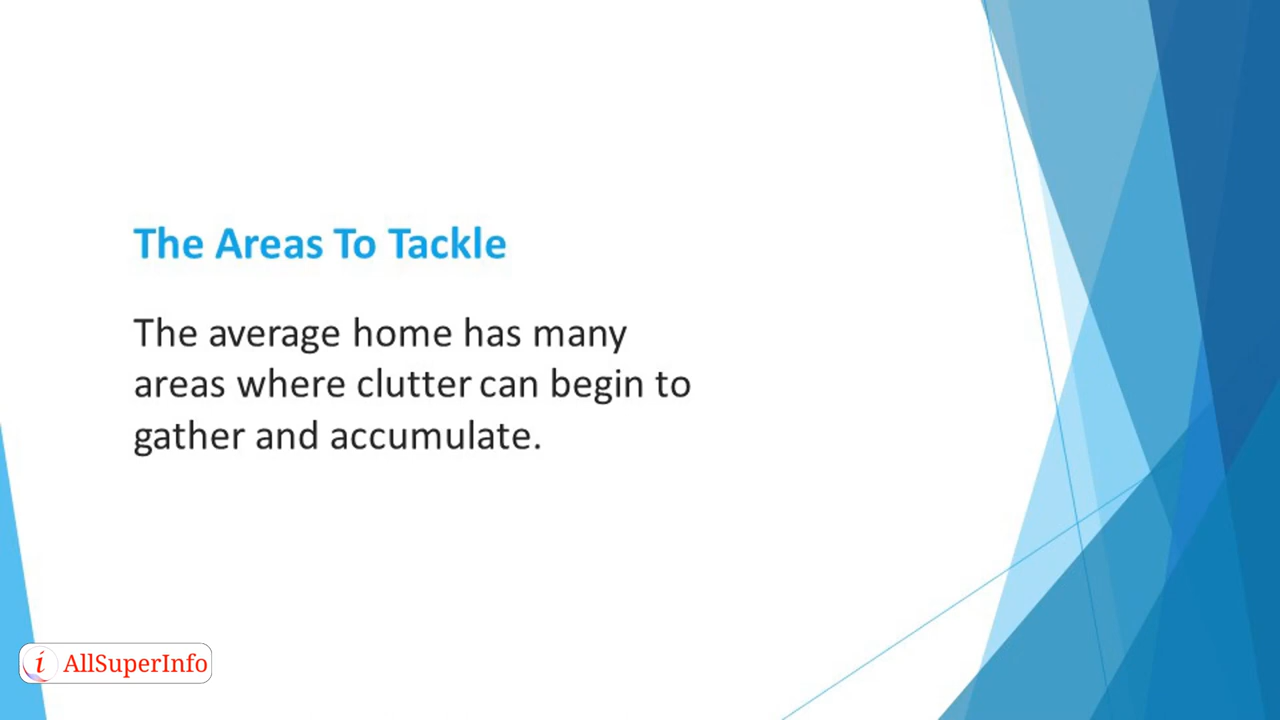 The Areas To Tackle
The average home has many
areas where clutter can begin to
gather and accumulate.
i AllSuperInfo